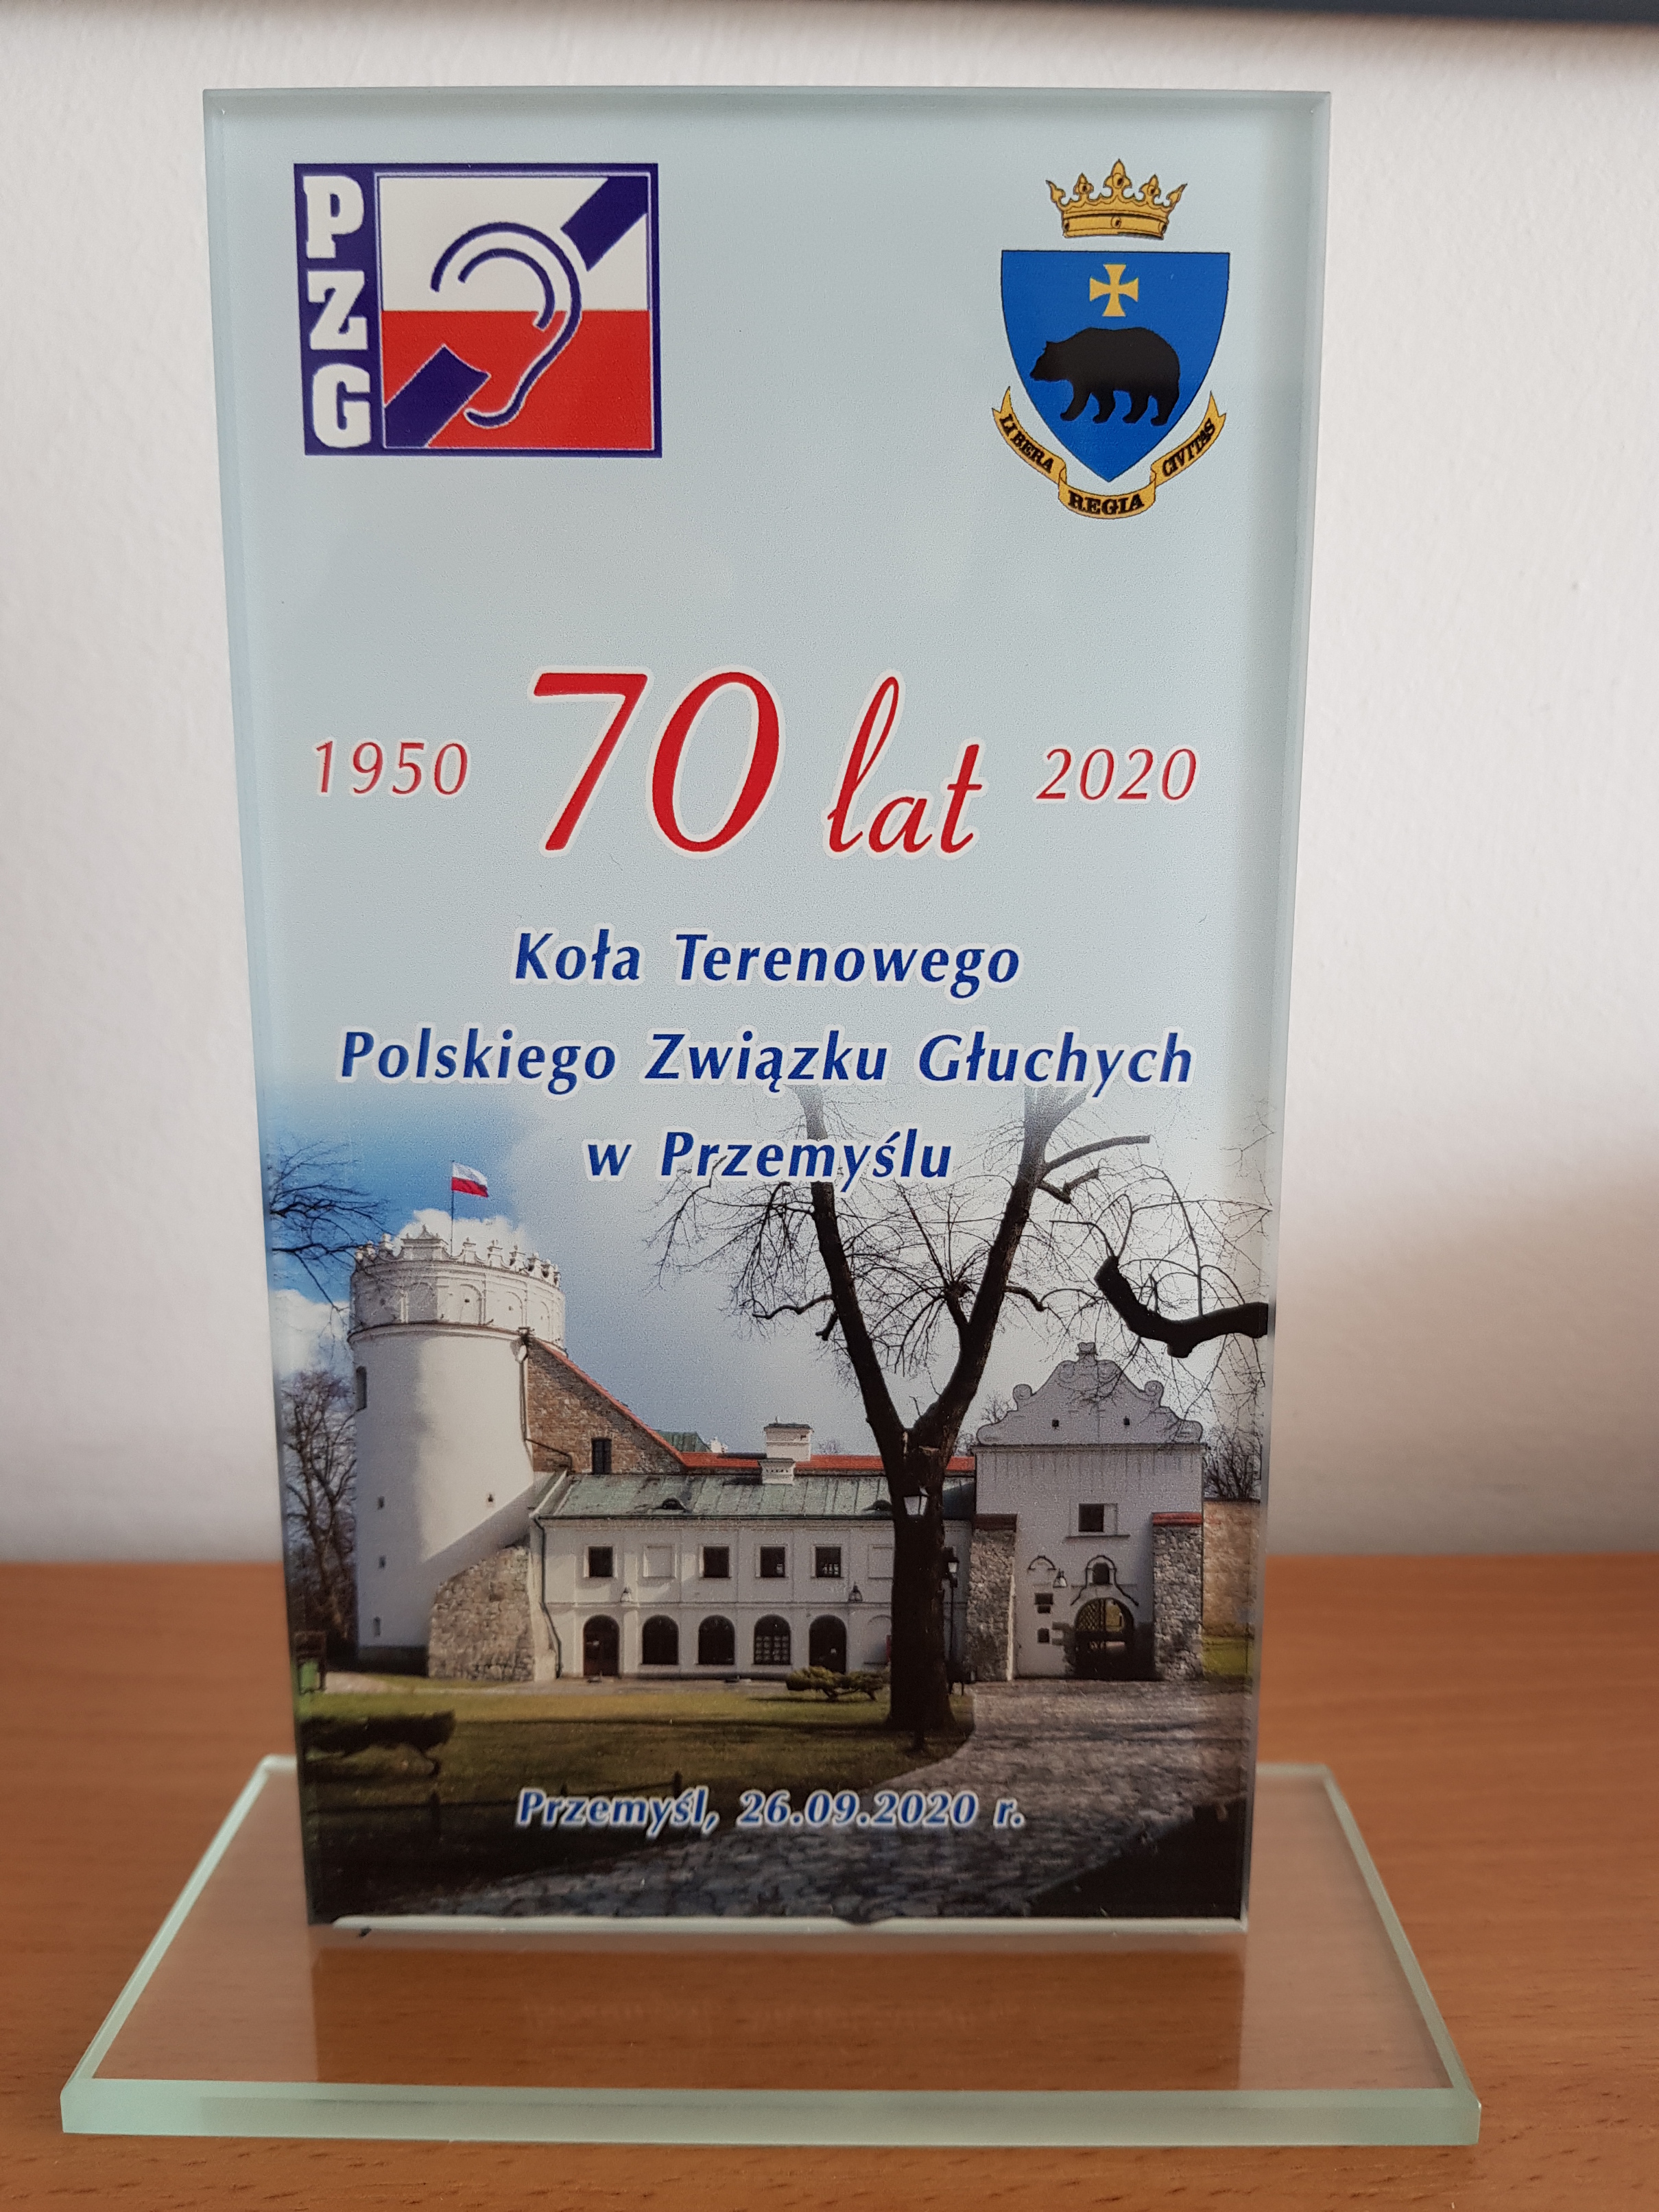 PZG
LIBERA REGIA CIVITAS
1950 70 lat 2020
Koła Terenowego
Polskiego Związku Głuchych
w Przemyślu
Przemyśl, 26.09.2020 r.